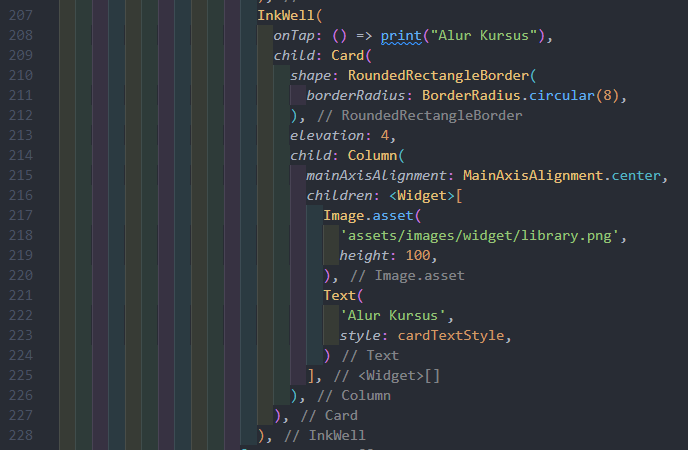 207 InkWell(
208 onTap: () => print("Alur Kursus"),
209 child: Card(
210 shape: RoundedRectangleBorder(
211 borderRadius: BorderRadius.circular(8),
212 ), // RoundedRectangleBorder
213 elevation: 4,
214 child: Column(
215 mainAxisAlignment: MainAxisAlignment.center,
216 children: <Widget>[
217 Image.asset(
218 'assets/images/widget/library.png',
219 height: 100,
220 ), // Image.asset
221 Text(
222 'Alur Kursus',
223 style: cardTextStyle,
224 ) // Text
225 ], // <Widget>[]
226 ), // Column
227 ), // Card
228 ), // InkWell